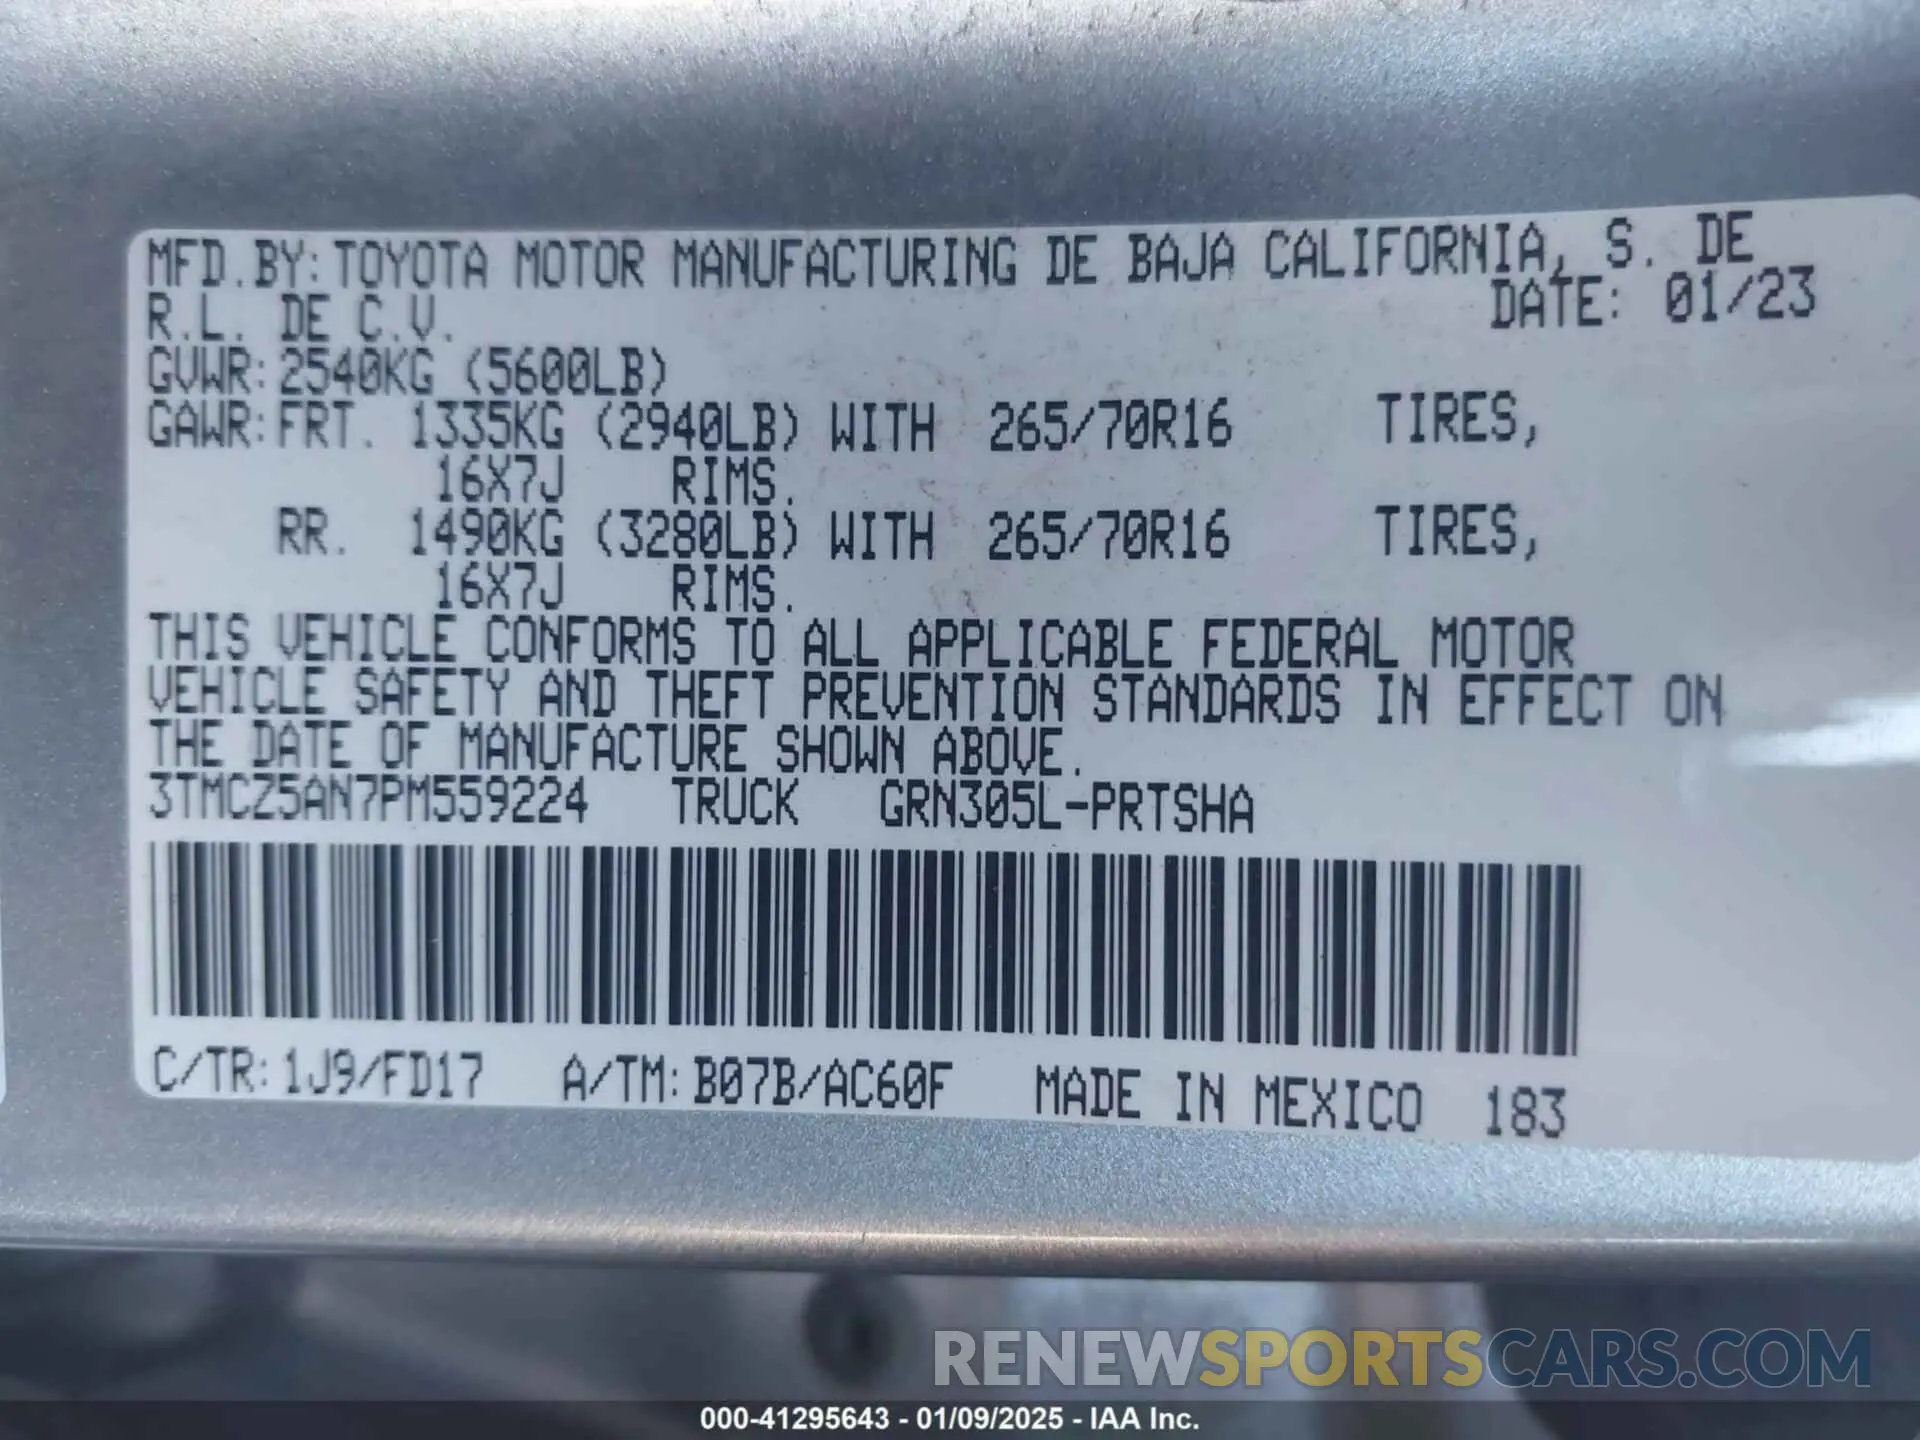 MFD.BY:TOYOTA MOTOR MANUFACTURING DE BAJA CALIFORNIA, S. DE
R.L. DE C.V. DATE: 01/23
GVWR:2540KG (5600LB)
GAWR:FRT. 1335KG (2940LB) WITH 265/70R16 TIRES,
16X7J RIMS.
RR. 1490KG (3280LB) WITH 265/70R16 TIRES,
16X7J RIMS.
THIS VEHICLE CONFORMS TO ALL APPLICABLE FEDERAL MOTOR
VEHICLE SAFETY AND THEFT PREVENTION STANDARDS IN EFFECT ON
THE DATE OF MANUFACTURE SHOWN ABOVE.
3TMCZ5AN7PM559224 TRUCK GRN305L-PRTSHA
C/TR:1J9/FD17 A/TM:B07B/AC60F MADE IN MEXICO 183
RENEWSPORTSCARS.COM
000-41295643 - 01/09/2025 - IAA Inc.